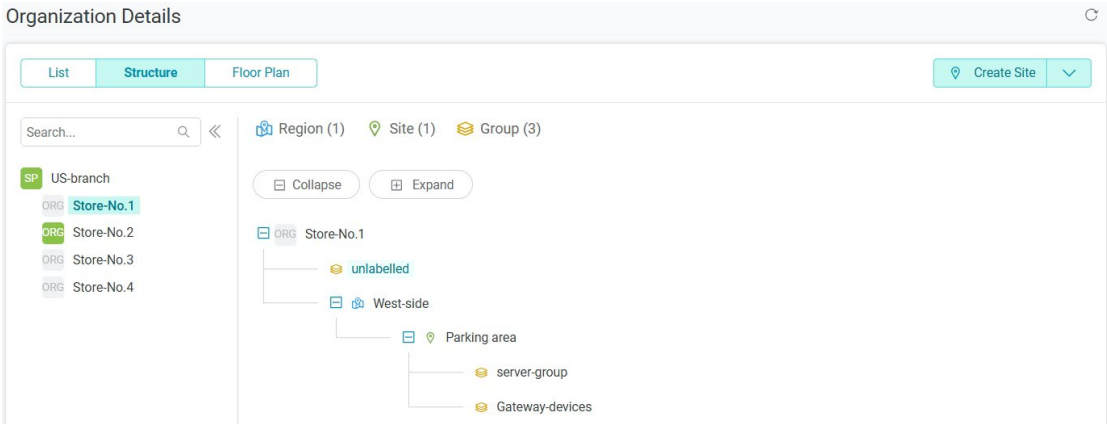 Organization Details
List Structure Floor Plan Create Site
Search... Region (1) Site (1) Group (3)
SP US-branch
Collapse Expand
ORG Store-No.1
ORG Store-No.2
ORG Store-No.3
ORG Store-No.4
ORG Store-No.1
unlabelled
West-side
Parking area
server-group
Gateway-devices